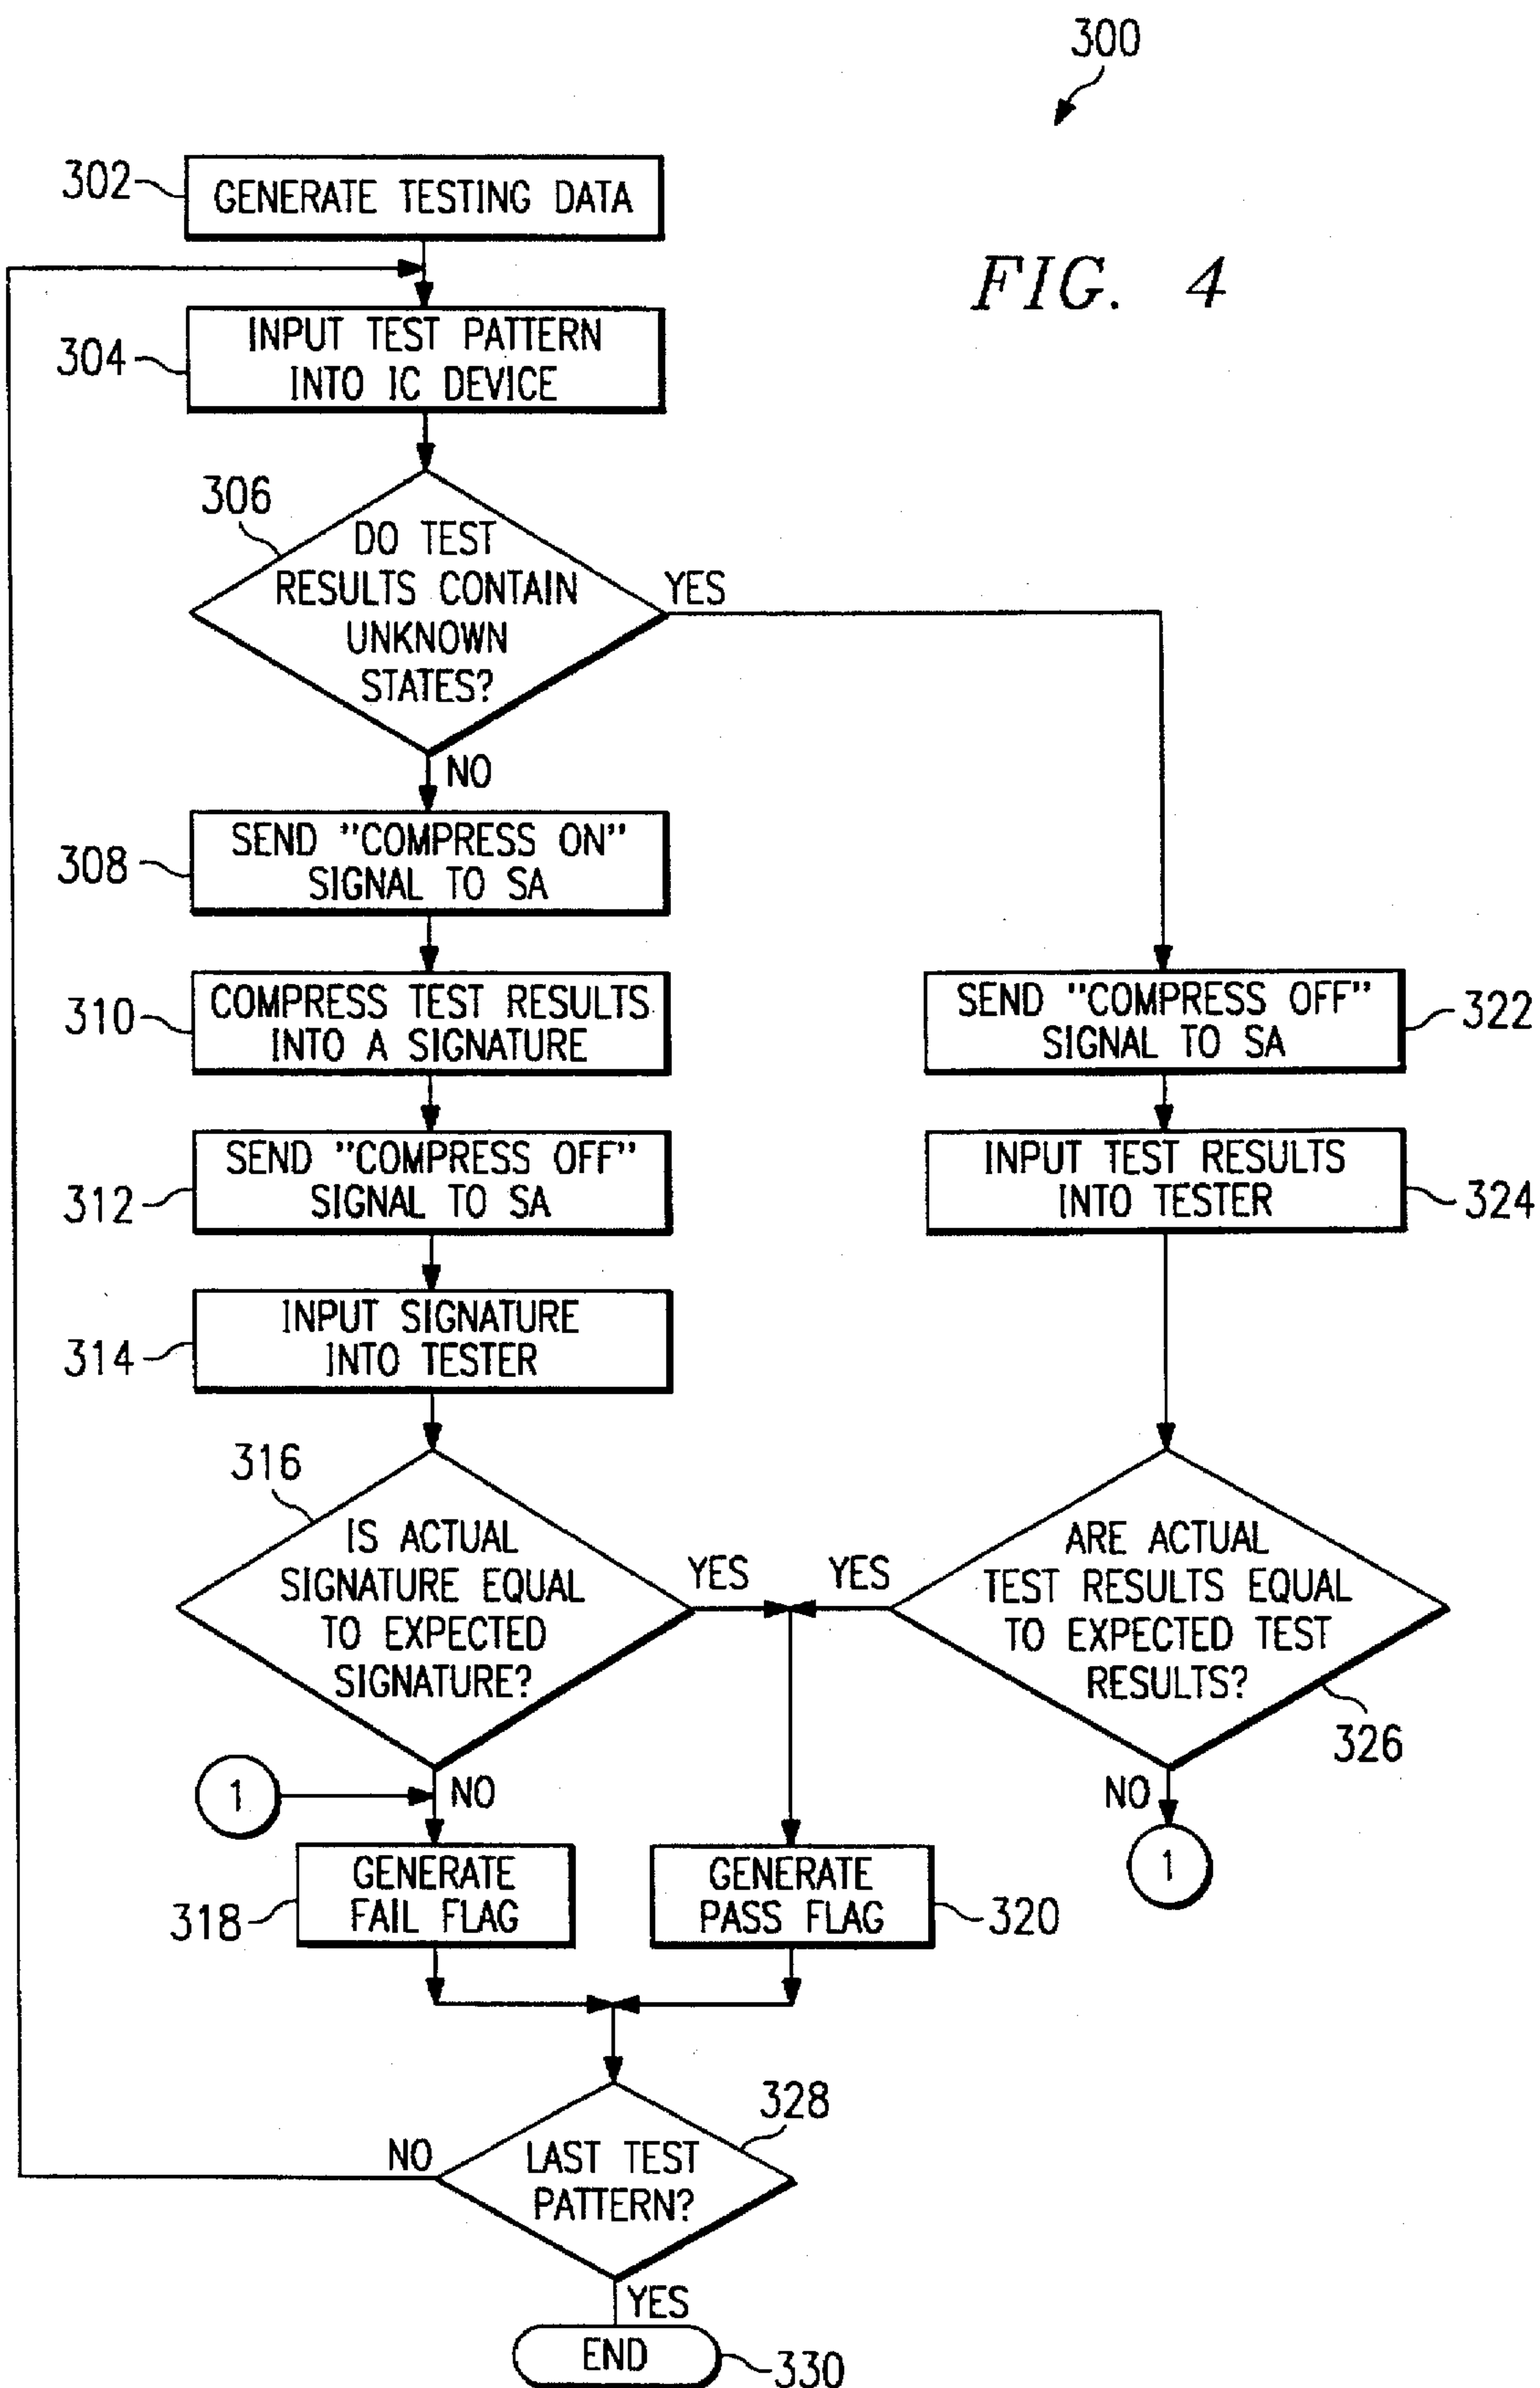 300
302
GENERATE TESTING DATA
FIG. 4
304
INPUT TEST PATTERN
INTO IC DEVICE
306
DO TEST
RESULTS CONTAIN
UNKNOWN
STATES?
YES
NO
308
SEND "COMPRESS ON"
SIGNAL TO SA
310
COMPRESS TEST RESULTS
INTO A SIGNATURE
SEND "COMPRESS OFF"
SIGNAL TO SA
322
312
SEND "COMPRESS OFF"
SIGNAL TO SA
INPUT TEST RESULTS
INTO TESTER
324
314
INPUT SIGNATURE
INTO TESTER
316
IS ACTUAL
SIGNATURE EQUAL
TO EXPECTED
SIGNATURE?
YES
YES
ARE ACTUAL
TEST RESULTS EQUAL
TO EXPECTED TEST
RESULTS?
326
1
NO
NO
1
318
GENERATE
FAIL FLAG
GENERATE
PASS FLAG
320
328
NO
LAST TEST
PATTERN?
YES
END
330